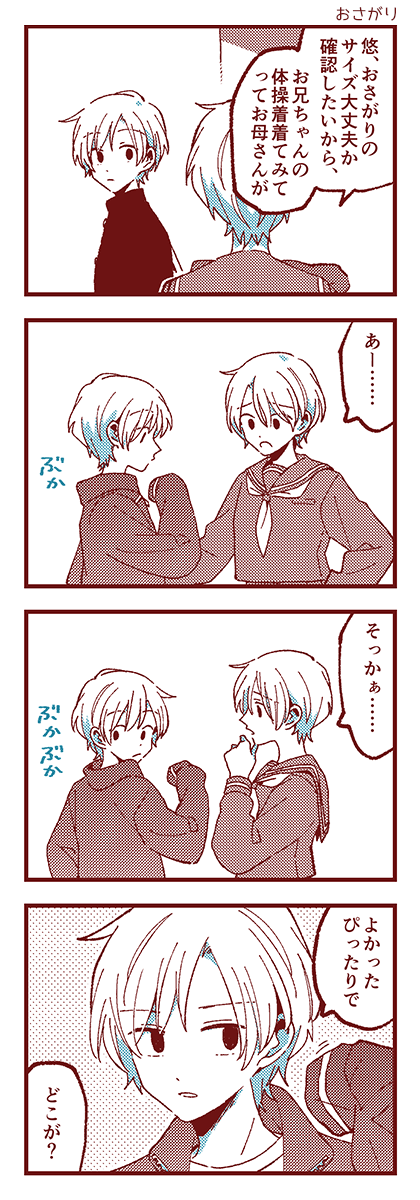 おさがり
悠、おさがりの
サイズ大丈夫か
確認したいから、
お兄ちゃんの
体操着着てみて
ってお母さんが
あー……
ぶか
そっかぁ……
ぶかぶか
よかった
ぴったりで
どこが？